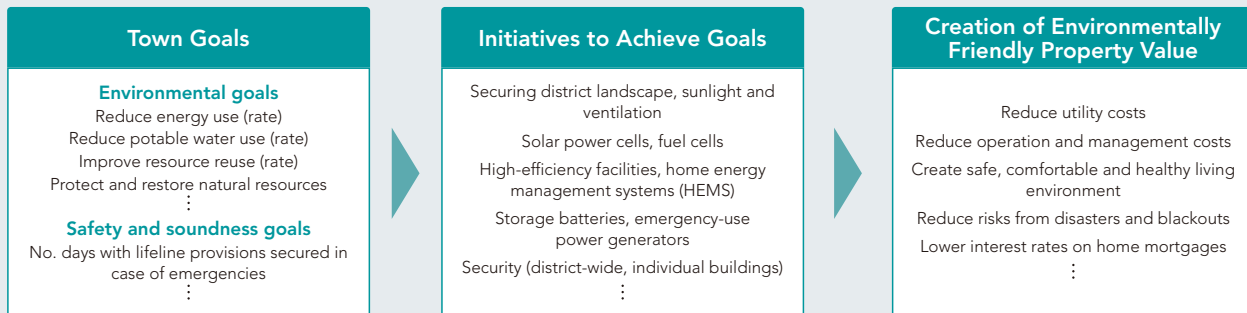 Town Goals
Environmental goals
Reduce energy use (rate)
Reduce potable water use (rate)
Improve resource reuse (rate)
Protect and restore natural resources
⋮
Safety and soundness goals
No. days with lifeline provisions secured in
case of emergencies
⋮
Initiatives to Achieve Goals
Securing district landscape, sunlight and
ventilation
Solar power cells, fuel cells
High-efficiency facilities, home energy
management systems (HEMS)
Storage batteries, emergency-use
power generators
Security (district-wide, individual buildings)
⋮
Creation of Environmentally
Friendly Property Value
Reduce utility costs
Reduce operation and management costs
Create safe, comfortable and healthy living
environment
Reduce risks from disasters and blackouts
Lower interest rates on home mortgages
⋮